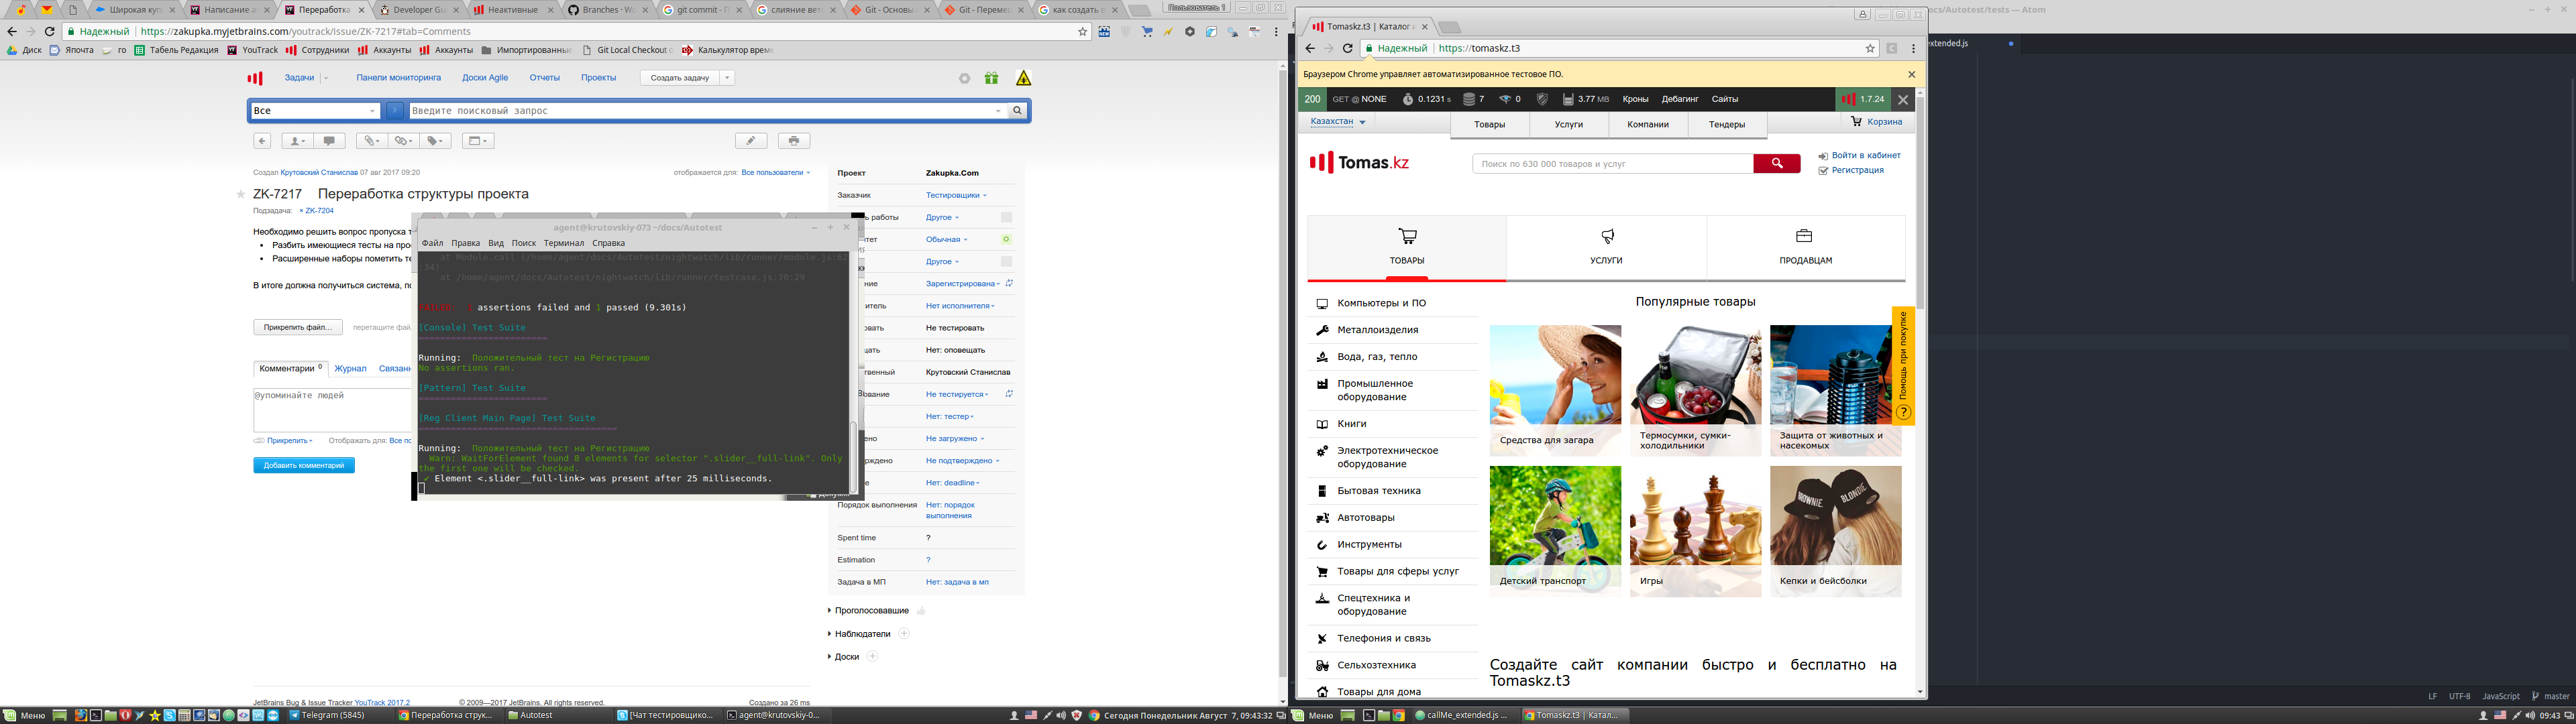 Широкая куп
Написание а
Переработка
Developer Gu
Неактивные
Branches · Wo
git commit - П
слияние вето
Git - Основы
Git - Перемещ
как создать в
Пользователь 1
Надежный https://zakupka.myjetbrains.com/youtrack/issue/ZK-7217#tab=Comments
Диск
Япочта
го
Табель Редакция
YouTrack
Сотрудники
Аккаунты
Аккаунты
Импортированные
Git Local Checkout o
Калькулятор време
Задачи
Панели мониторинга
Доски Agile
Отчеты
Проекты
Создать задачу
Все
Введите поисковый запрос
Создал Крутовский Станислав 07 авг 2017 09:20
отображается для: Все пользователи
ZK-7217 Переработка структуры проекта
Подзадача: × ZK-7204
Необходимо решить вопрос пропуска т
Разбить имеющиеся тесты на про
Расширенные наборы пометить те
В итоге должна получиться система, по
Прикрепить файл...
перетащите фай
Комментарии 0
Журнал
Связанн
@упоминайте людей
Прикрепить
Отображать для: Все по
Добавить комментарий
Проект Zakupka.Com
Заказчик Тестировщики
работы Другое
тет Обычная
Другое
ние Зарегистрирована
итель Нет исполнителя
овать Не тестировать
щать Нет: оповещать
ственный Крутовский Станислав
ование Не тестируется
Нет: тестер
ено Не загружено
рждено Не подтверждено
е Нет: deadline
Порядок выполнения Нет: порядок
выполнения
Spent time ?
Estimation ?
Задача в МП Нет: задача в мп
Проголосовавшие
Наблюдатели
Доски
JetBrains Bug & Issue Tracker YouTrack 2017.2
© 2009—2017 JetBrains. All rights reserved.
Создано за 26 ms
agent@krutovskiy-073 ~/docs/Autotest
Файл Правка Вид Поиск Терминал Справка
at Module.call (/home/agent/docs/Autotest/nightwatch/lib/runner/module.js:62
:34)
at /home/agent/docs/Autotest/nightwatch/lib/runner/testcase.js:70:29
FAILED: assertions failed and 1 passed (9.301s)
[Console] Test Suite
Running: Положительный тест на Регистрацию
No assertions ran.
[Pattern] Test Suite
[Reg Client Main Page] Test Suite
Running: Положительный тест на Регистрацию
Warn: WaitForElement found 8 elements for selector ".slider__full-link". Only
the first one will be checked.
✔ Element <.slider__full-link> was present after 25 milliseconds.
Меню
Telegram (5845)
Переработка струк...
Autotest
[Чат тестировщико...
agent@krutovskiy-0...
Сегодня Понедельник Август 7, 09:43:32
Tomaskz.t3 | Каталог
Надежный https://tomaskz.t3
Браузером Chrome управляет автоматизированное тестовое ПО.
200 GET @ NONE 0.1231 s 7 0 3.77 MB Кроны Дебагинг Сайты 1.7.24
Казахстан
Товары
Услуги
Компании
Тендеры
Корзина
Tomas.kz
Поиск по 630 000 товаров и услуг
Войти в кабинет
Регистрация
ТОВАРЫ
УСЛУГИ
ПРОДАВЦАМ
Компьютеры и ПО
Металлоизделия
Вода, газ, тепло
Промышленное
оборудование
Книги
Электротехническое
оборудование
Бытовая техника
Автотовары
Инструменты
Товары для сферы услуг
Спецтехника и
оборудование
Телефония и связь
Сельхозтехника
Товары для дома
Популярные товары
Средства для загара
Термосумки, сумки-
холодильники
Защита от животных и
насекомых
Детский транспорт
Игры
BROWNIE.
BLONDIE.
Кепки и бейсболки
Помощь при покупке
?
Создайте сайт компании быстро и бесплатно на
Tomaskz.t3
ocs/Autotest/tests — Atom
extended.js
LF UTF-8 JavaScript master
Меню
callMe_extended.js ...
Tomaskz.t3 | Катал...
09:43